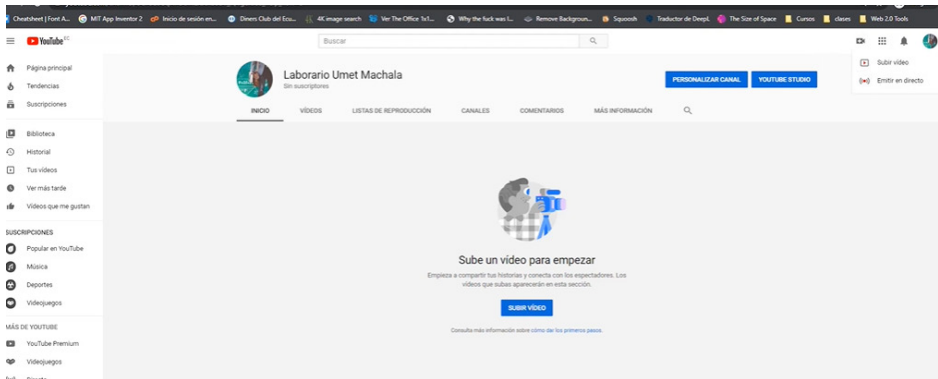 Cheatsheet | Font A... MIT App Inventor 2 Inicio de sesión en... Diners Club del Ecu... 4K image search Ver The Office 1x1... Why the fuck was I... Remove Backgroun... Squoosh Traductor de DeepL The Size of Space Cursos clases Web 2.0 Tools
YouTube EC
Buscar
Subir vídeo
Emitir en directo
Página principal
Tendencias
Suscripciones
Biblioteca
Historial
Tus vídeos
Ver más tarde
Vídeos que me gustan
SUSCRIPCIONES
Popular en YouTube
Música
Deportes
Videojuegos
MÁS DE YOUTUBE
YouTube Premium
Videojuegos
Laborario Umet Machala
Sin suscriptores
PERSONALIZAR CANAL YOUTUBE STUDIO
INICIO VÍDEOS LISTAS DE REPRODUCCIÓN CANALES COMENTARIOS MÁS INFORMACIÓN
Sube un vídeo para empezar
Empieza a compartir tus historias y conecta con los espectadores. Los
vídeos que subas aparecerán en esta sección.
SUBIR VÍDEO
Consulta más información sobre cómo dar los primeros pasos.